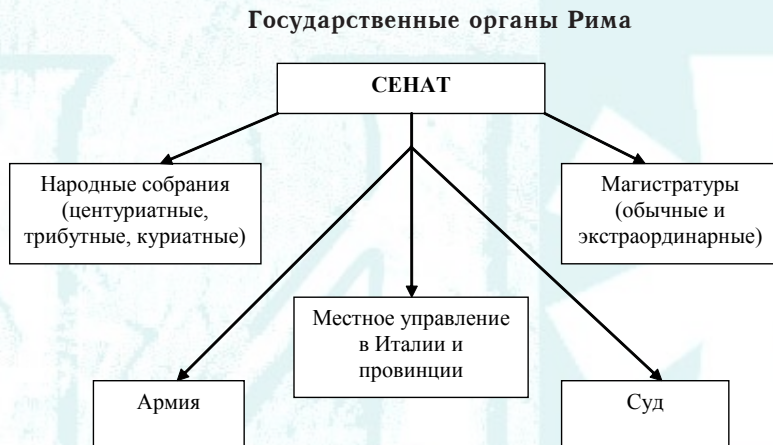 Государственные органы Рима
СЕНАТ
Народные собрания
(центуриатные,
трибутные, куриатные)
Магистратуры
(обычные и
экстраординарные)
Местное управление
в Италии и
провинции
Армия
Суд